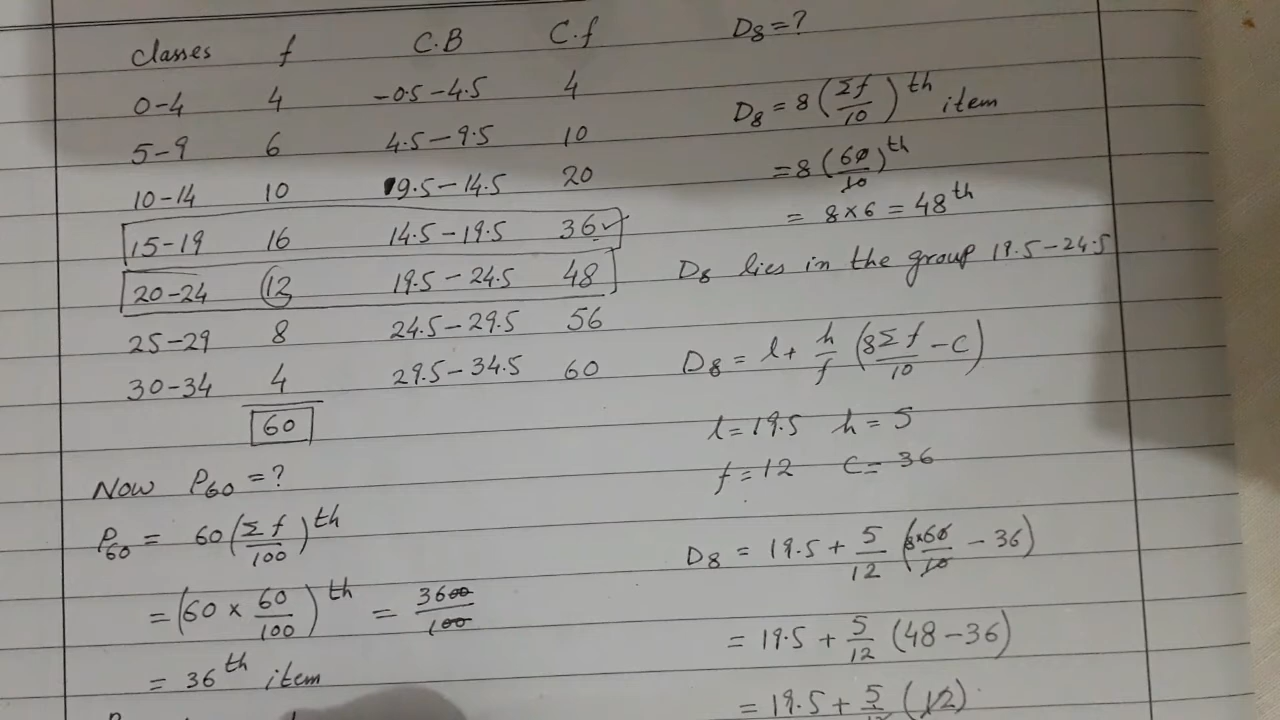 Classes f C.B C.f
0-4 4 -0.5-4.5 4
5-9 6 4.5-9.5 10
10-14 10 9.5-14.5 20
15-19 16 14.5-19.5 36✓
20-24 12 19.5-24.5 48
25-29 8 24.5-29.5 56
30-34 4 29.5-34.5 60
60
Now P60 = ?
P60 = 60(Σf/100)th
= (60 × 60/100)th = 3600/100
= 36th item
D8 = ?
D8 = 8(Σf/10)th item
= 8(60/10)th
= 8×6 = 48th
D8 lies in the group 19.5-24.5
D8 = l + h/f (8Σf/10 - C)
l = 19.5 h = 5
f = 12 C = 36
D8 = 19.5 + 5/12 (8×60/10 - 36)
= 19.5 + 5/12 (48-36)
= 19.5 + 5/12 (12)